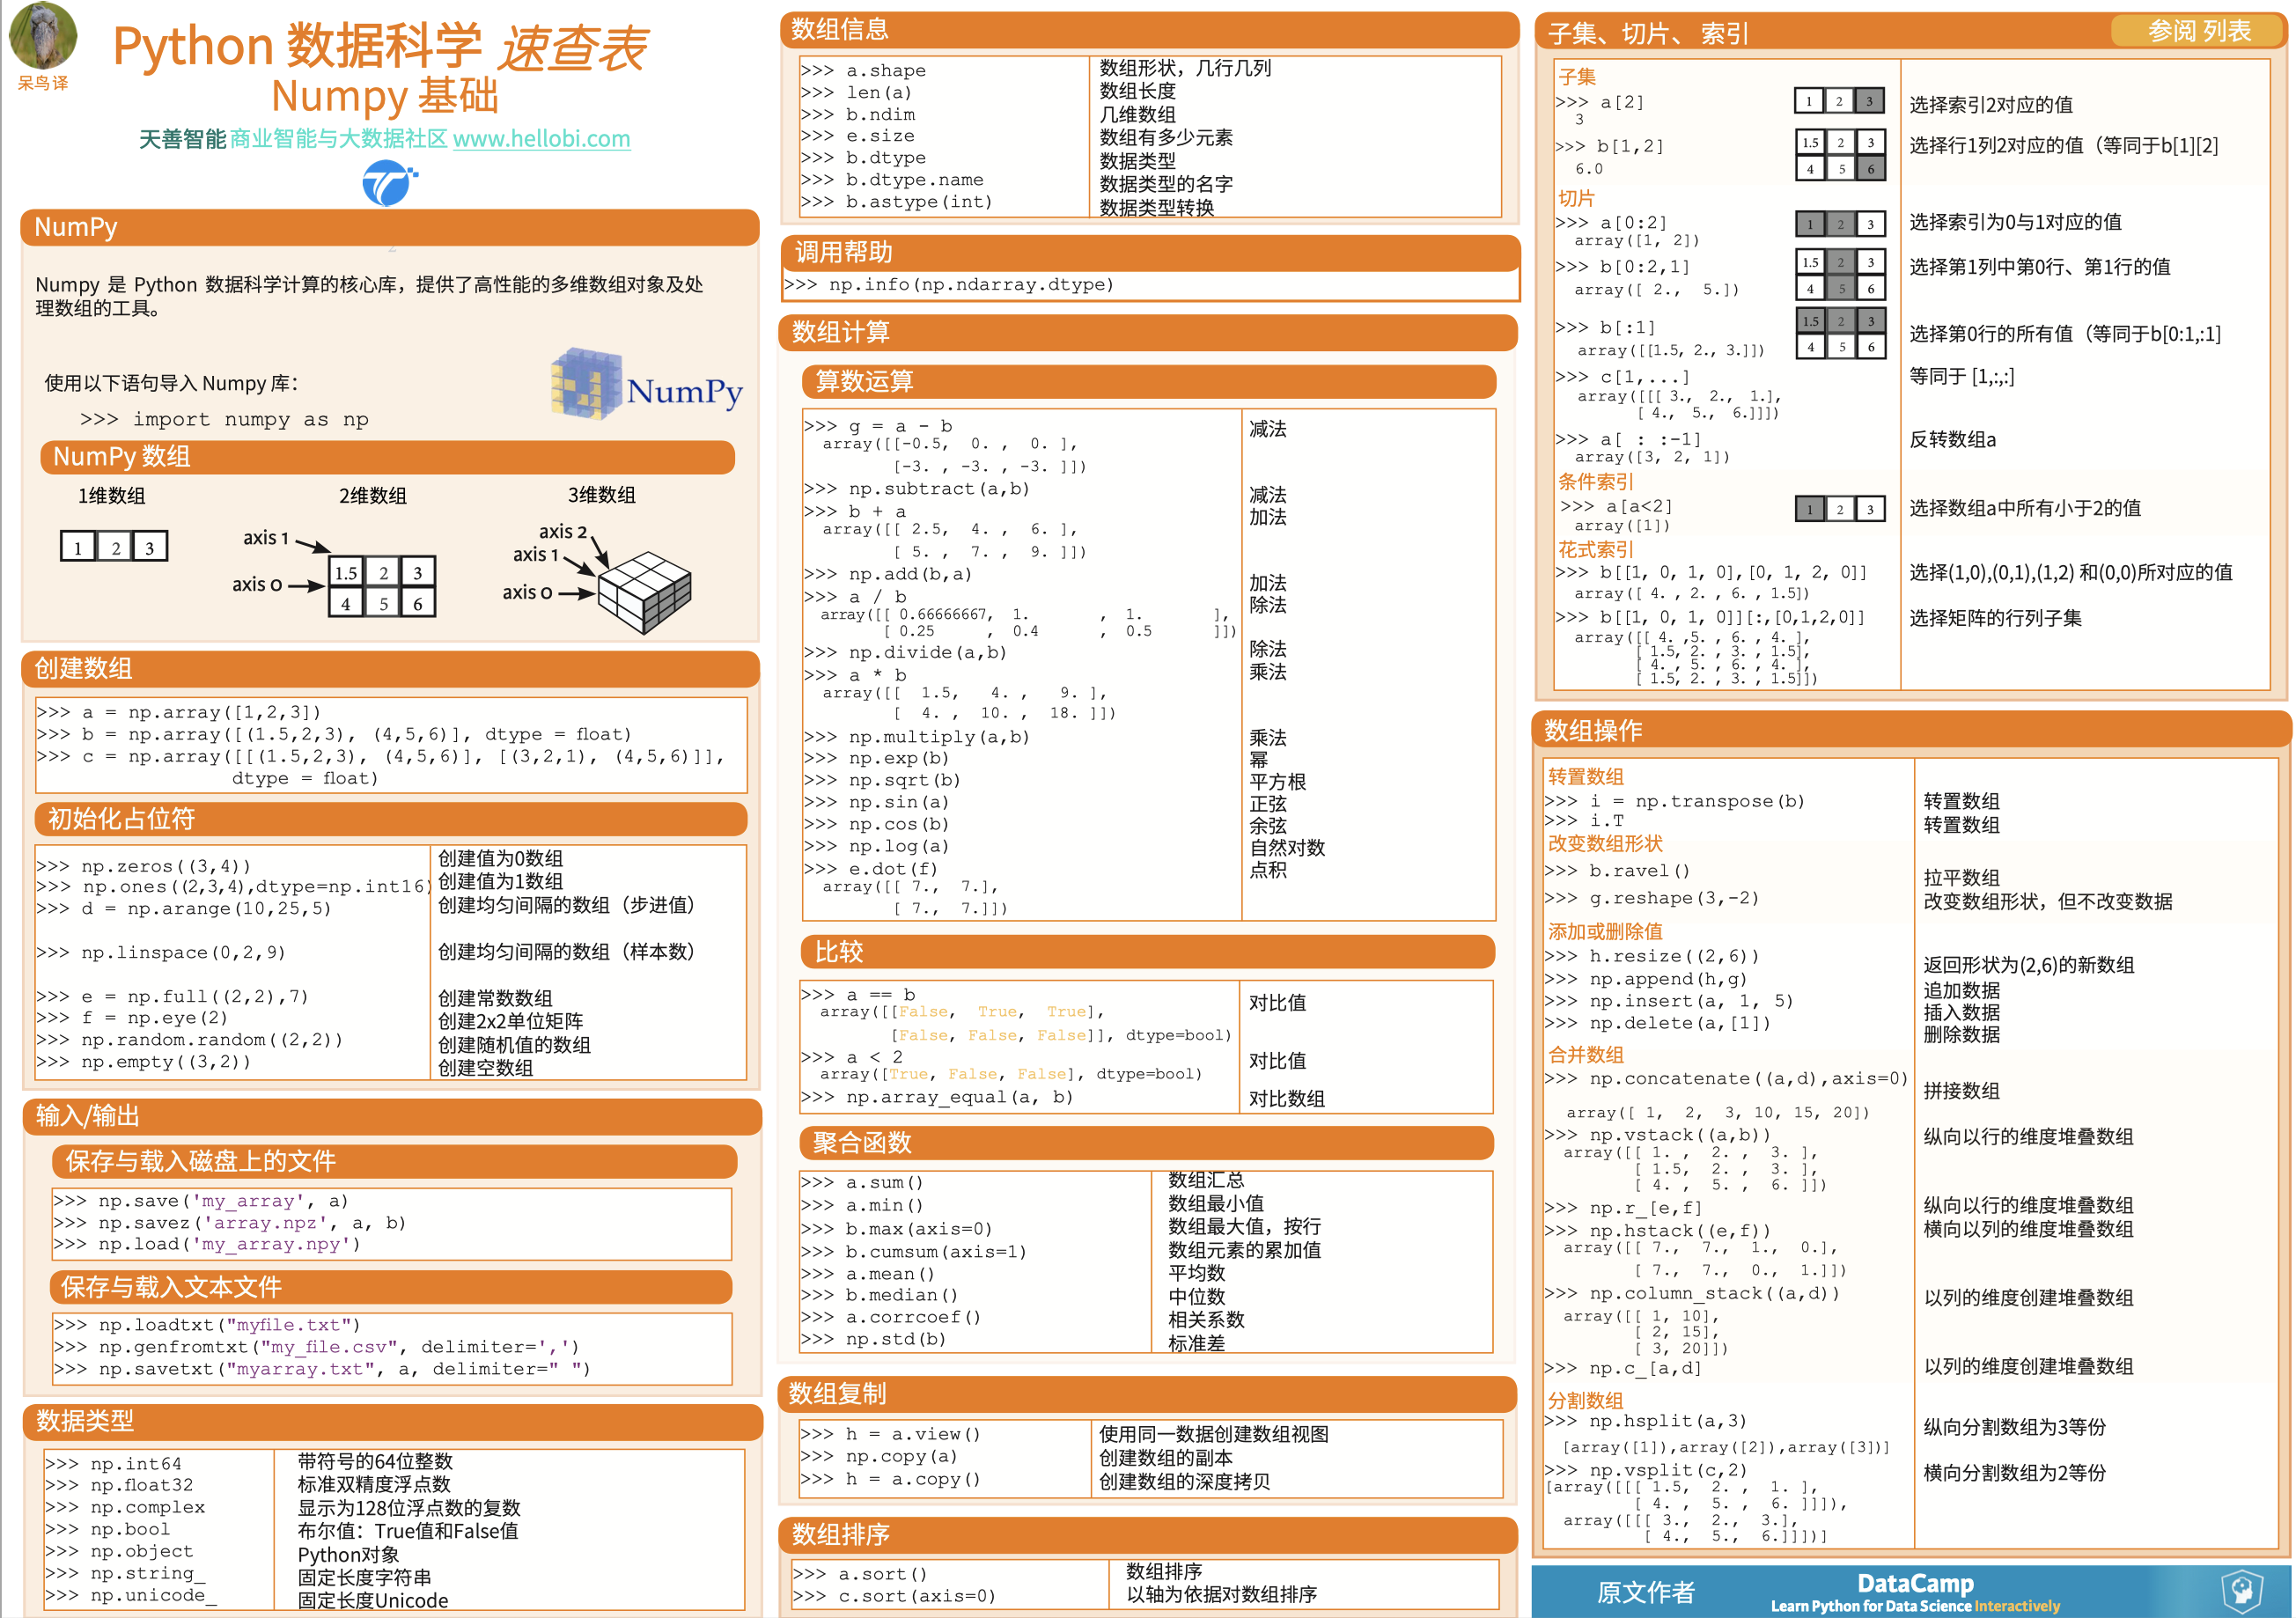 呆鸟译
Python 数据科学 速查表
Numpy 基础
天善智能 商业智能与大数据社区 www.hellobi.com
NumPy
2
Numpy 是 Python 数据科学计算的核心库，提供了高性能的多维数组对象及处
理数组的工具。
使用以下语句导入 Numpy 库：
>>> import numpy as np
NumPy
NumPy 数组
1维数组 2维数组 3维数组
1 2 3
axis 1
axis 0
1.5 2 3
4 5 6
axis 2
axis 1
axis 0
创建数组
>>> a = np.array([1,2,3])
>>> b = np.array([(1.5,2,3), (4,5,6)], dtype = float)
>>> c = np.array([[(1.5,2,3), (4,5,6)], [(3,2,1), (4,5,6)]],
dtype = float)
初始化占位符
>>> np.zeros((3,4)) 创建值为0数组
>>> np.ones((2,3,4),dtype=np.int16) 创建值为1数组
>>> d = np.arange(10,25,5) 创建均匀间隔的数组（步进值）
>>> np.linspace(0,2,9) 创建均匀间隔的数组（样本数）
>>> e = np.full((2,2),7) 创建常数数组
>>> f = np.eye(2) 创建2x2单位矩阵
>>> np.random.random((2,2)) 创建随机值的数组
>>> np.empty((3,2)) 创建空数组
输入/输出
保存与载入磁盘上的文件
>>> np.save('my_array', a)
>>> np.savez('array.npz', a, b)
>>> np.load('my_array.npy')
保存与载入文本文件
>>> np.loadtxt("myfile.txt")
>>> np.genfromtxt("my_file.csv", delimiter=',')
>>> np.savetxt("myarray.txt", a, delimiter=" ")
数据类型
>>> np.int64 带符号的64位整数
>>> np.float32 标准双精度浮点数
>>> np.complex 显示为128位浮点数的复数
>>> np.bool 布尔值：True值和False值
>>> np.object Python对象
>>> np.string_ 固定长度字符串
>>> np.unicode_ 固定长度Unicode
数组信息
>>> a.shape 数组形状，几行几列
>>> len(a) 数组长度
>>> b.ndim 几维数组
>>> e.size 数组有多少元素
>>> b.dtype 数据类型
>>> b.dtype.name 数据类型的名字
>>> b.astype(int) 数据类型转换
调用帮助
>>> np.info(np.ndarray.dtype)
数组计算
算数运算
>>> g = a - b 减法
array([[-0.5, 0. , 0. ],
[-3. , -3. , -3. ]])
>>> np.subtract(a,b) 减法
>>> b + a 加法
array([[ 2.5, 4. , 6. ],
[ 5. , 7. , 9. ]])
>>> np.add(b,a) 加法
>>> a / b 除法
array([[ 0.66666667, 1. , 1. ],
[ 0.25 , 0.4 , 0.5 ]])
>>> np.divide(a,b) 除法
>>> a * b 乘法
array([[ 1.5, 4. , 9. ],
[ 4. , 10. , 18. ]])
>>> np.multiply(a,b) 乘法
>>> np.exp(b) 幂
>>> np.sqrt(b) 平方根
>>> np.sin(a) 正弦
>>> np.cos(b) 余弦
>>> np.log(a) 自然对数
>>> e.dot(f) 点积
array([[ 7., 7.],
[ 7., 7.]])
比较
>>> a == b 对比值
array([[False, True, True],
[False, False, False]], dtype=bool)
>>> a < 2 对比值
array([True, False, False], dtype=bool)
>>> np.array_equal(a, b) 对比数组
聚合函数
>>> a.sum() 数组汇总
>>> a.min() 数组最小值
>>> b.max(axis=0) 数组最大值，按行
>>> b.cumsum(axis=1) 数组元素的累加值
>>> a.mean() 平均数
>>> b.median() 中位数
>>> a.corrcoef() 相关系数
>>> np.std(b) 标准差
数组复制
>>> h = a.view() 使用同一数据创建数组视图
>>> np.copy(a) 创建数组的副本
>>> h = a.copy() 创建数组的深度拷贝
数组排序
>>> a.sort() 数组排序
>>> c.sort(axis=0) 以轴为依据对数组排序
子集、切片、 索引 参阅 列表
子集
>>> a[2] 1 2 3 选择索引2对应的值
3
>>> b[1,2] 1.5 2 3 选择行1列2对应的值（等同于b[1][2]
6.0 4 5 6
切片
>>> a[0:2] 1 2 3 选择索引为0与1对应的值
array([1, 2])
>>> b[0:2,1] 1.5 2 3 选择第1列中第0行、第1行的值
array([ 2., 5.]) 4 5 6
>>> b[:1] 1.5 2 3 选择第0行的所有值（等同于b[0:1,:1]
array([[1.5, 2., 3.]]) 4 5 6
>>> c[1,...] 等同于 [1,:,:]
array([[[ 3., 2., 1.],
[ 4., 5., 6.]]])
>>> a[ : :-1] 反转数组a
array([3, 2, 1])
条件索引
>>> a[a<2] 1 2 3 选择数组a中所有小于2的值
array([1])
花式索引
>>> b[[1, 0, 1, 0],[0, 1, 2, 0]] 选择(1,0),(0,1),(1,2) 和(0,0)所对应的值
array([ 4. , 2. , 6. , 1.5])
>>> b[[1, 0, 1, 0]][:,[0,1,2,0]] 选择矩阵的行列子集
array([[ 4. ,5. , 6. , 4. ],
[ 1.5, 2. , 3. , 1.5],
[ 4. , 5. , 6. , 4. ],
[ 1.5, 2. , 3. , 1.5]])
数组操作
转置数组
>>> i = np.transpose(b) 转置数组
>>> i.T 转置数组
改变数组形状
>>> b.ravel() 拉平数组
>>> g.reshape(3,-2) 改变数组形状，但不改变数据
添加或删除值
>>> h.resize((2,6)) 返回形状为(2,6)的新数组
>>> np.append(h,g) 追加数据
>>> np.insert(a, 1, 5) 插入数据
>>> np.delete(a,[1]) 删除数据
合并数组
>>> np.concatenate((a,d),axis=0) 拼接数组
array([ 1, 2, 3, 10, 15, 20])
>>> np.vstack((a,b)) 纵向以行的维度堆叠数组
array([[ 1. , 2. , 3. ],
[ 1.5, 2. , 3. ],
[ 4. , 5. , 6. ]])
>>> np.r_[e,f] 纵向以行的维度堆叠数组
>>> np.hstack((e,f)) 横向以列的维度堆叠数组
array([[ 7., 7., 1., 0.],
[ 7., 7., 0., 1.]])
>>> np.column_stack((a,d)) 以列的维度创建堆叠数组
array([[ 1, 10],
[ 2, 15],
[ 3, 20]])
>>> np.c_[a,d] 以列的维度创建堆叠数组
分割数组
>>> np.hsplit(a,3) 纵向分割数组为3等份
[array([1]),array([2]),array([3])]
>>> np.vsplit(c,2) 横向分割数组为2等份
[array([[[ 1.5, 2. , 1. ],
[ 4. , 5. , 6. ]]]),
array([[[ 3., 2., 3.],
[ 4., 5., 6.]]])]
原文作者 DataCamp
Learn Python for Data Science Interactively